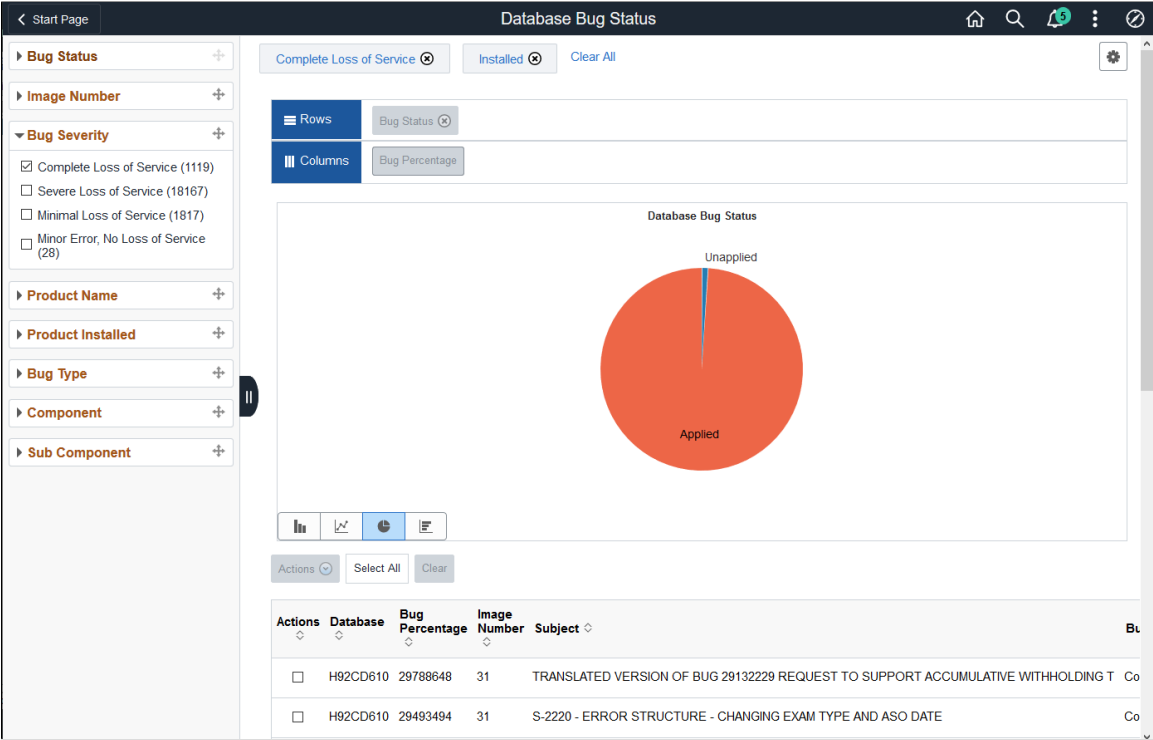 Start Page
Database Bug Status
5
Bug Status
Image Number
Bug Severity
Complete Loss of Service (1119)
Severe Loss of Service (18167)
Minimal Loss of Service (1817)
Minor Error, No Loss of Service
(28)
Product Name
Product Installed
Bug Type
Component
Sub Component
Complete Loss of Service
Installed
Clear All
Rows
Bug Status
Columns
Bug Percentage
Database Bug Status
Unapplied
Applied
Actions
Select All
Clear
Actions Database Bug Percentage Image Number Subject Bu
H92CD610 29788648 31 TRANSLATED VERSION OF BUG 29132229 REQUEST TO SUPPORT ACCUMULATIVE WITHHOLDING T Co
H92CD610 29493494 31 S-2220 - ERROR STRUCTURE - CHANGING EXAM TYPE AND ASO DATE Co